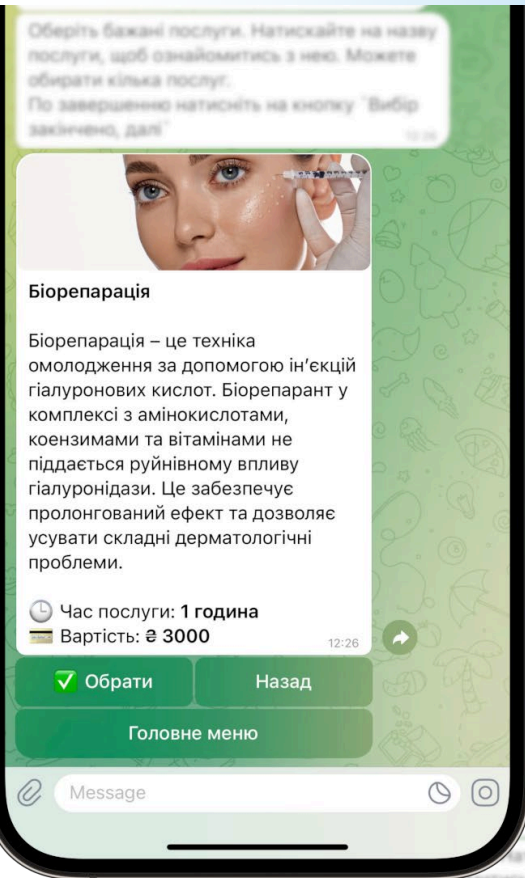 Оберіть бажані послуги. Натискайте на назву
послуги, щоб ознайомитись з нею. Можете
обирати кілька послуг.
По завершенню натисніть на кнопку `Вибір
закінчено, далі`
12:26
Біорепарація
Біорепарація – це техніка
омолодження за допомогою ін’єкцій
гіалуронових кислот. Біорепарант у
комплексі з амінокислотами,
коензимами та вітамінами не
піддається руйнівному впливу
гіалуронідази. Це забезпечує
пролонгований ефект та дозволяє
усувати складні дерматологічні
проблеми.
🕒 Час послуги: 1 година
💳 Вартість: ₴ 3000
12:26
✅ Обрати Назад
Головне меню
Message